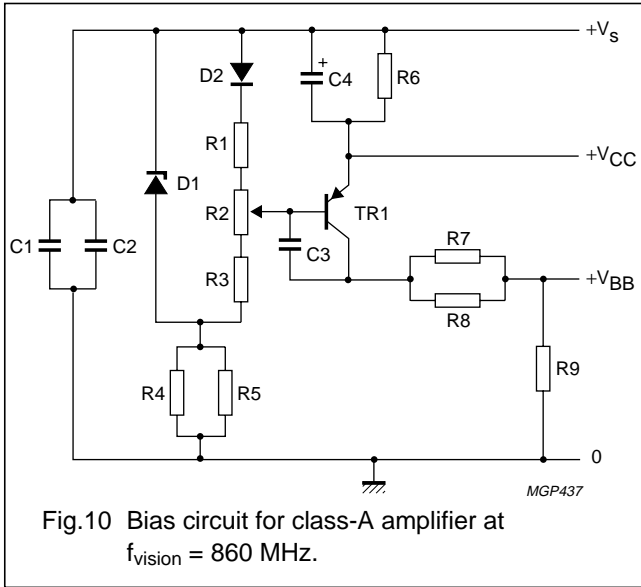 +VS
D2
+
C4
R6
R1
+VCC
D1
R2
TR1
C1
C2
C3
R7
R3
+VBB
R8
R4
R5
R9
0
MGP437
Fig.10 Bias circuit for class-A amplifier at
fvision = 860 MHz.